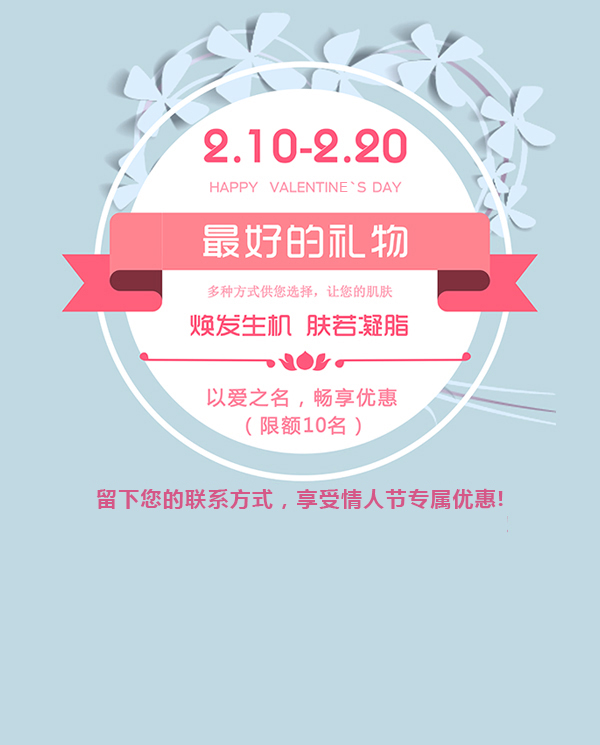 2.10-2.20
HAPPY VALENTINE`S DAY
最好的礼物
多种方式供您选择，让您的肌肤
焕发生机 肤若凝脂
以爱之名，畅享优惠
（限额10名）
留下您的联系方式，享受情人节专属优惠!